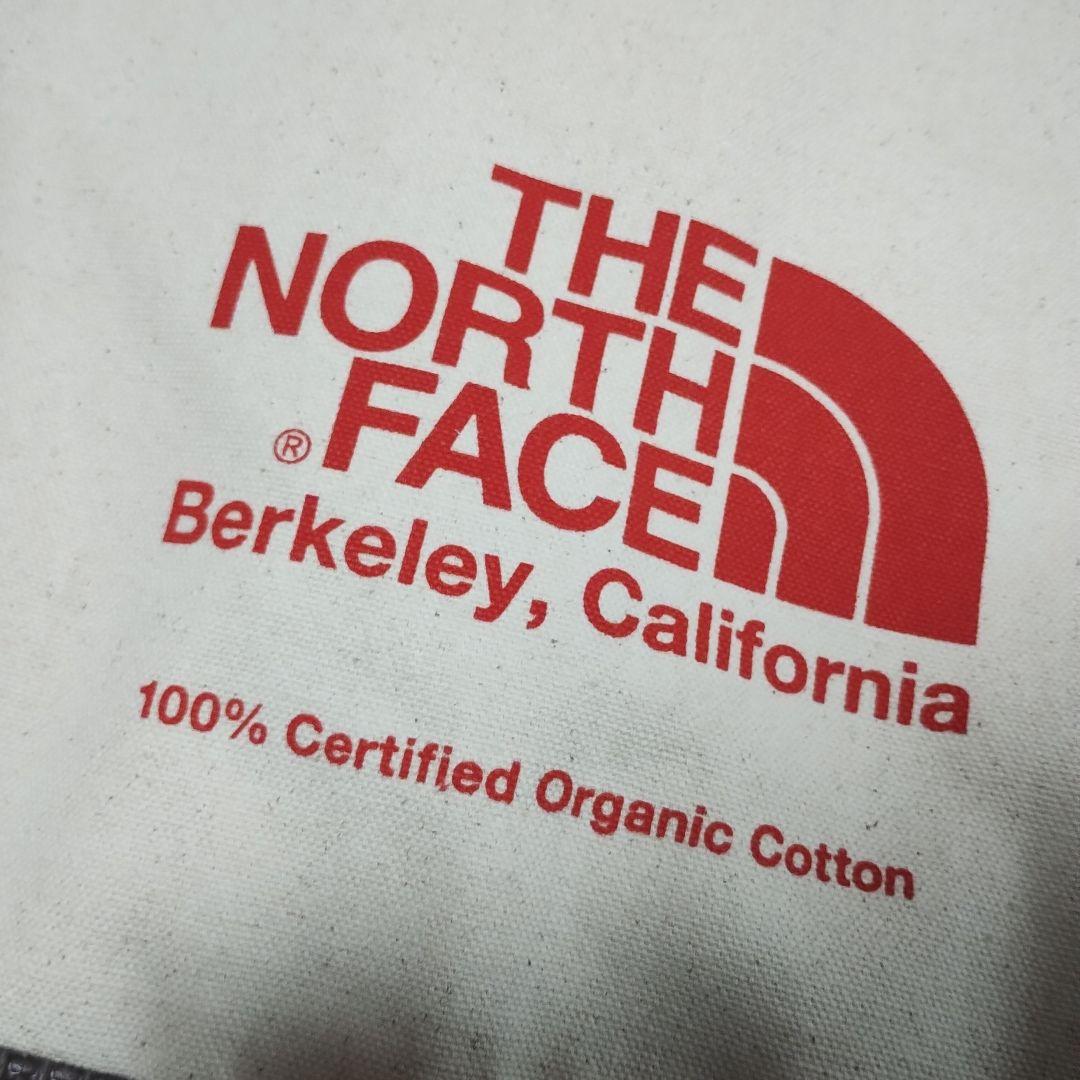 THE
NORTH
FACE
®
Berkeley, California
100% Certified Organic Cotton